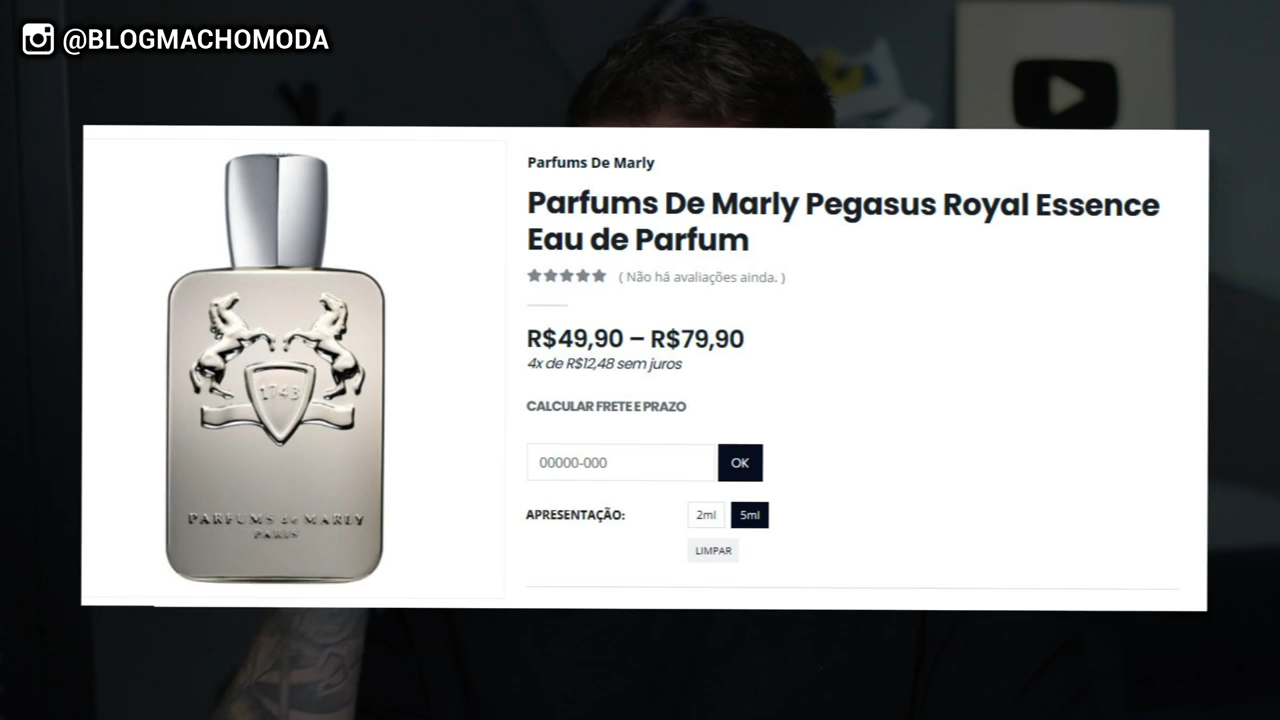 @BLOGMACHOMODA
Parfums De Marly
Parfums De Marly Pegasus Royal Essence
Eau de Parfum
( Não há avaliações ainda. )
R$49,90 – R$79,90
4x de R$12,48 sem juros
CALCULAR FRETE E PRAZO
00000-000
OK
APRESENTAÇÃO:
2ml
5ml
LIMPAR
1743
PARFUMS de MARLY
PARIS